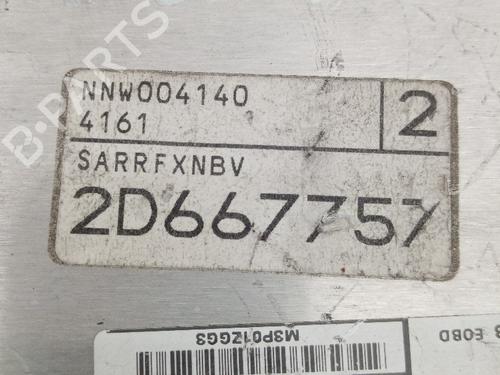 B-PARTS
NNW004140
4161
2
SARRFXNBV
2D667757
M3P01ZGG3
EOBD